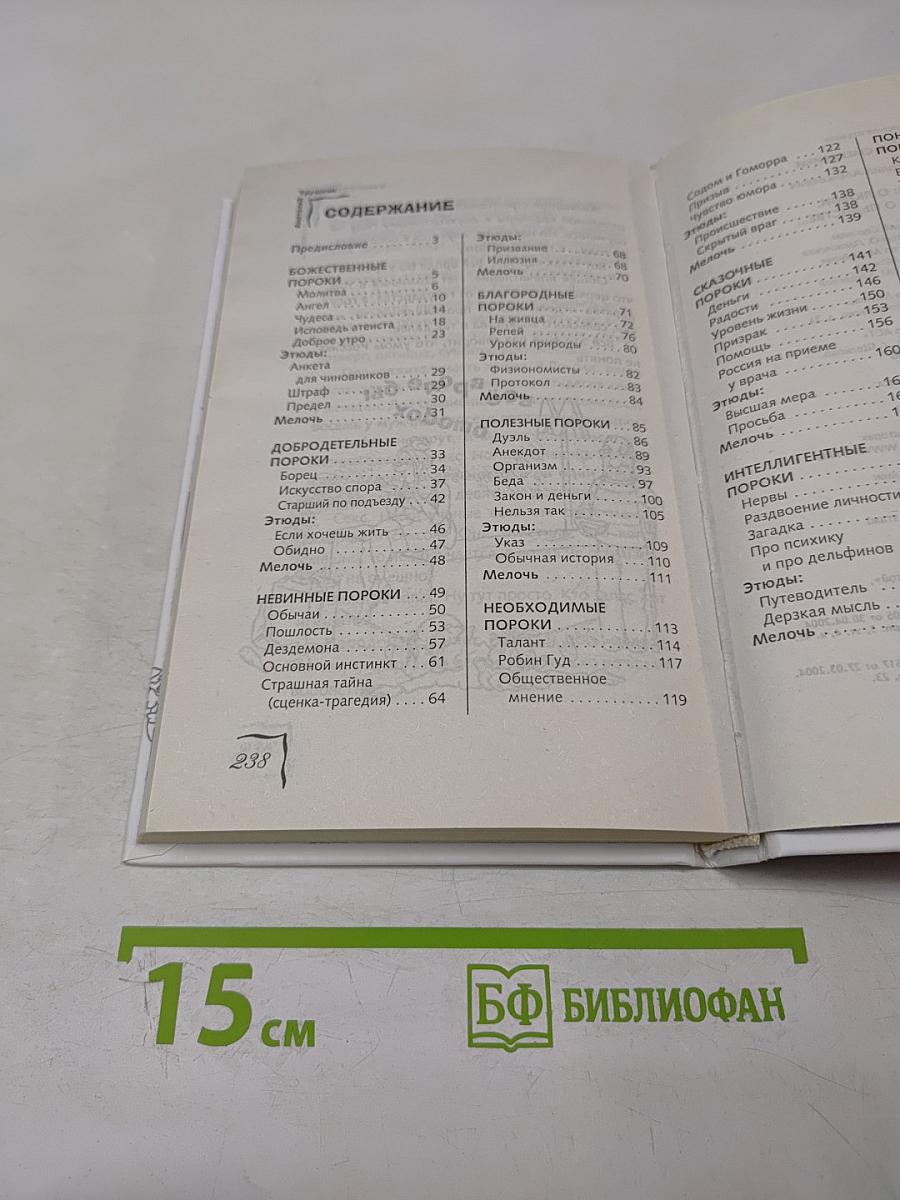 Трушкин
СОДЕРЖАНИЕ
Предисловие ......... 3
БОЖЕСТВЕННЫЕ
ПОРОКИ ......... 5
Молитва ......... 6
Ангел ......... 10
Чудеса ......... 14
Исповедь атеиста ... 18
Доброе утро ......... 23
Этюды:
Анкета
для чиновников ..... 29
Штраф ......... 29
Предел ......... 30
Мелочь ......... 31
ДОБРОДЕТЕЛЬНЫЕ
ПОРОКИ ......... 33
Борец ......... 34
Искусство спора ..... 37
Старший по подъезду .. 42
Этюды:
Если хочешь жить ..... 46
Обидно ......... 47
Мелочь ......... 48
НЕВИННЫЕ ПОРОКИ ... 49
Обычаи ......... 50
Пошлость ......... 53
Дездемона ......... 57
Основной инстинкт ... 61
Страшная тайна
(сценка-трагедия) .... 64
238
Этюды:
Призвание ......... 68
Иллюзия ......... 68
Мелочь ......... 70
БЛАГОРОДНЫЕ
ПОРОКИ ......... 71
На живца ......... 72
Репей ......... 76
Уроки природы ..... 80
Этюды:
Физиономисты ..... 82
Протокол ......... 83
Мелочь ......... 84
ПОЛЕЗНЫЕ ПОРОКИ ... 85
Дуэль ......... 86
Анекдот ......... 89
Организм ......... 93
Беда ......... 97
Закон и деньги ..... 100
Нельзя так ......... 105
Этюды:
Указ ......... 109
Обычная история .... 110
Мелочь ......... 111
НЕОБХОДИМЫЕ
ПОРОКИ ......... 113
Талант ......... 114
Робин Гуд ......... 117
Общественное
мнение ......... 119
Содом и Гоморра ... 122
Призыв ......... 127
Чувство юмора ..... 132
Этюды:
Происшествие ..... 138
Скрытый враг ..... 138
Мелочь ......... 139
СКАЗОЧНЫЕ
ПОРОКИ ......... 141
Деньги ......... 142
Радости ......... 146
Уровень жизни ..... 150
Призрак ......... 153
Помощь ......... 156
Россия на приеме
у врача ......... 160
Этюды:
Высшая мера .........
Просьба .........
Мелочь .........
ИНТЕЛЛИГЕНТНЫЕ
ПОРОКИ .........
Нервы .........
Раздвоение личности
Загадка .........
Про психику
и про дельфинов
Этюды:
Путеводитель .....
Дерзкая мысль .....
Мелочь .........
15 см
БФ БИБЛИОФАН